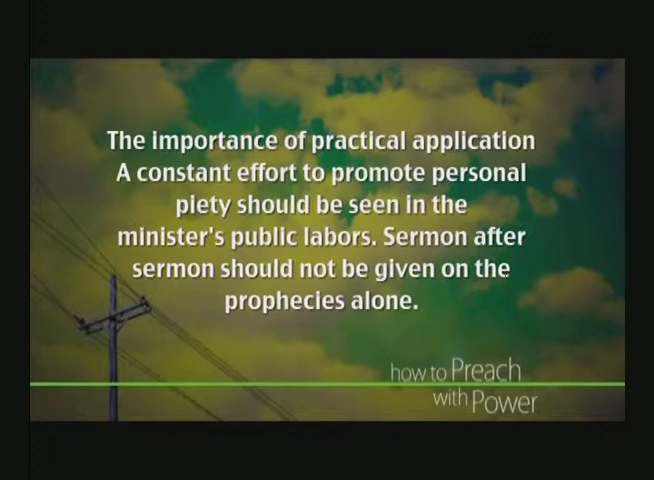 The importance of practical application
A constant effort to promote personal
piety should be seen in the
minister's public labors. Sermon after
sermon should not be given on the
prophecies alone.
how to Preach
with Power